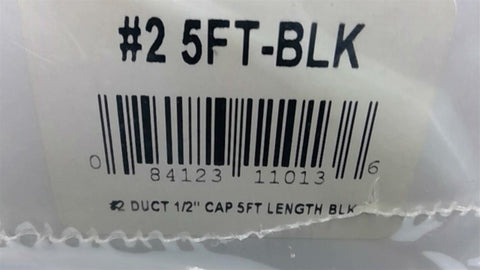 #2 5FT-BLK
0 84123 11013 6
#2 DUCT 1/2" CAP 5FT LENGTH BLK